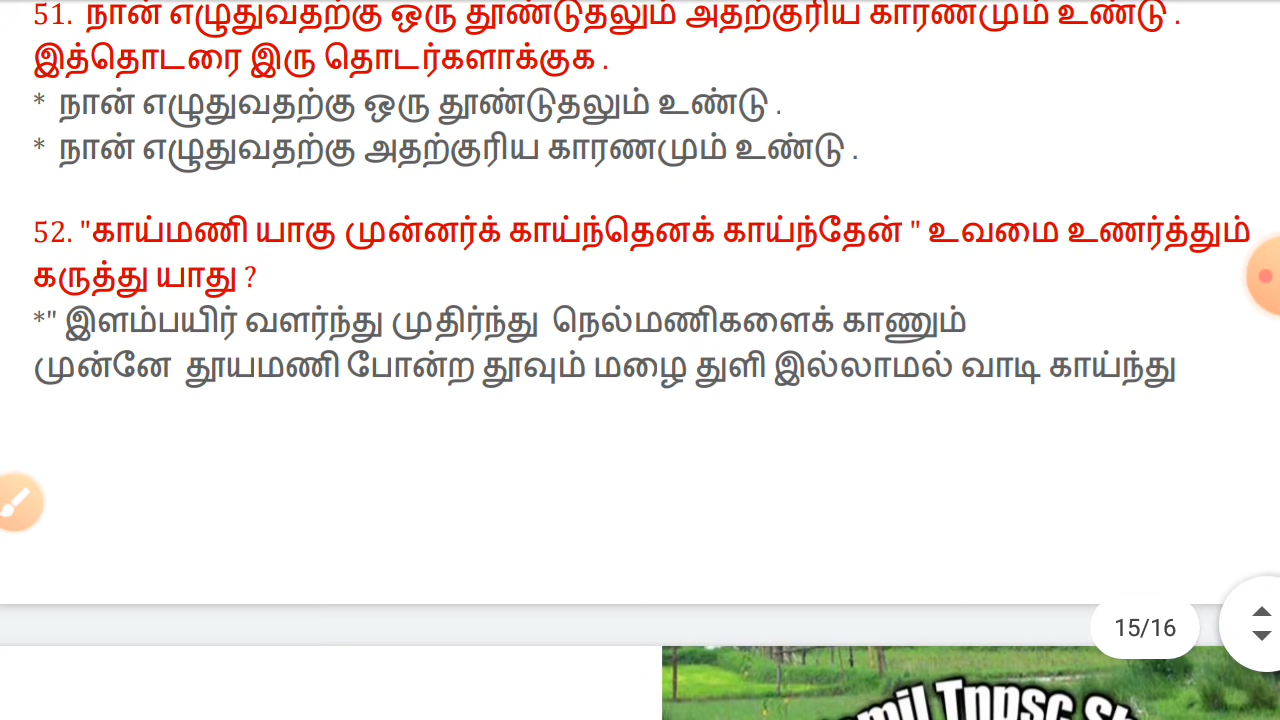 51. நான் எழுதுவதற்கு ஒரு தூண்டுதலும் அதற்குரிய காரணமும் உண்டு .
இத்தொடரை இரு தொடர்களாக்குக .
* நான் எழுதுவதற்கு ஒரு தூண்டுதலும் உண்டு .
* நான் எழுதுவதற்கு அதற்குரிய காரணமும் உண்டு .
52. "காய்மணி யாகு முன்னர்க் காய்ந்தெனக் காய்ந்தேன் " உவமை உணர்த்தும்
கருத்து யாது ?
*" இளம்பயிர் வளர்ந்து முதிர்ந்து நெல்மணிகளைக் காணும்
முன்னே தூயமணி போன்ற தூவும் மழை துளி இல்லாமல் வாடி காய்ந்து
15/16
Tnpsc